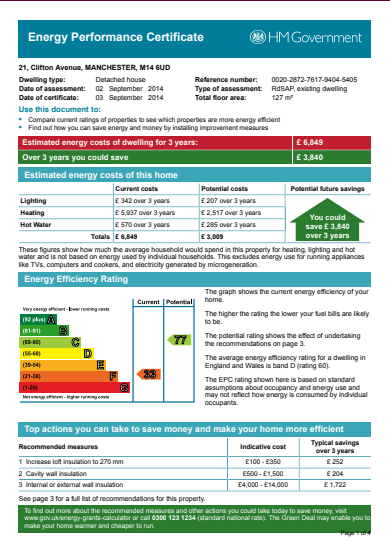 Energy Performance Certificate
HM Government
21, Clifton Avenue, MANCHESTER, M14 6UD
Dwelling type: Detached house Reference number: 0020-2872-7617-9404-5405
Date of assessment: 02 September 2014 Type of assessment: RdSAP, existing dwelling
Date of certificate: 03 September 2014 Total floor area: 127 m²
Use this document to:
• Compare current ratings of properties to see which properties are more energy efficient
• Find out how you can save energy and money by installing improvement measures
Estimated energy costs of dwelling for 3 years: £ 6,849
Over 3 years you could save £ 3,840
Estimated energy costs of this home
Current costs Potential costs Potential future savings
Lighting £ 342 over 3 years £ 207 over 3 years
Heating £ 5,937 over 3 years £ 2,517 over 3 years
Hot Water £ 570 over 3 years £ 285 over 3 years
Totals £ 6,849 £ 3,009
You could
save £ 3,840
over 3 years
These figures show how much the average household would spend in this property for heating, lighting and hot
water and is not based on energy used by individual households. This excludes energy use for running appliances
like TVs, computers and cookers, and electricity generated by microgeneration.
Energy Efficiency Rating
Current Potential
Very energy efficient - lower running costs
(92 plus) A
(81-91) B
(69-80) C
(55-68) D
(39-54) E
(21-38) F
(1-20) G
Not energy efficient - higher running costs
33
77
The graph shows the current energy efficiency of your
home.
The higher the rating the lower your fuel bills are likely
to be.
The potential rating shows the effect of undertaking
the recommendations on page 3.
The average energy efficiency rating for a dwelling in
England and Wales is band D (rating 60).
The EPC rating shown here is based on standard
assumptions about occupancy and energy use and
may not reflect how energy is consumed by individual
occupants.
Top actions you can take to save money and make your home more efficient
Recommended measures Indicative cost Typical savings
over 3 years
1 Increase loft insulation to 270 mm £100 - £350 £ 252
2 Cavity wall insulation £500 - £1,500 £ 204
3 Internal or external wall insulation £4,000 - £14,000 £ 1,722
See page 3 for a full list of recommendations for this property.
To find out more about the recommended measures and other actions you could take today to save money, visit
www.gov.uk/energy-grants-calculator or call 0300 123 1234 (standard national rate). The Green Deal may enable you to
make your home warmer and cheaper to run.
Page 1 of 4